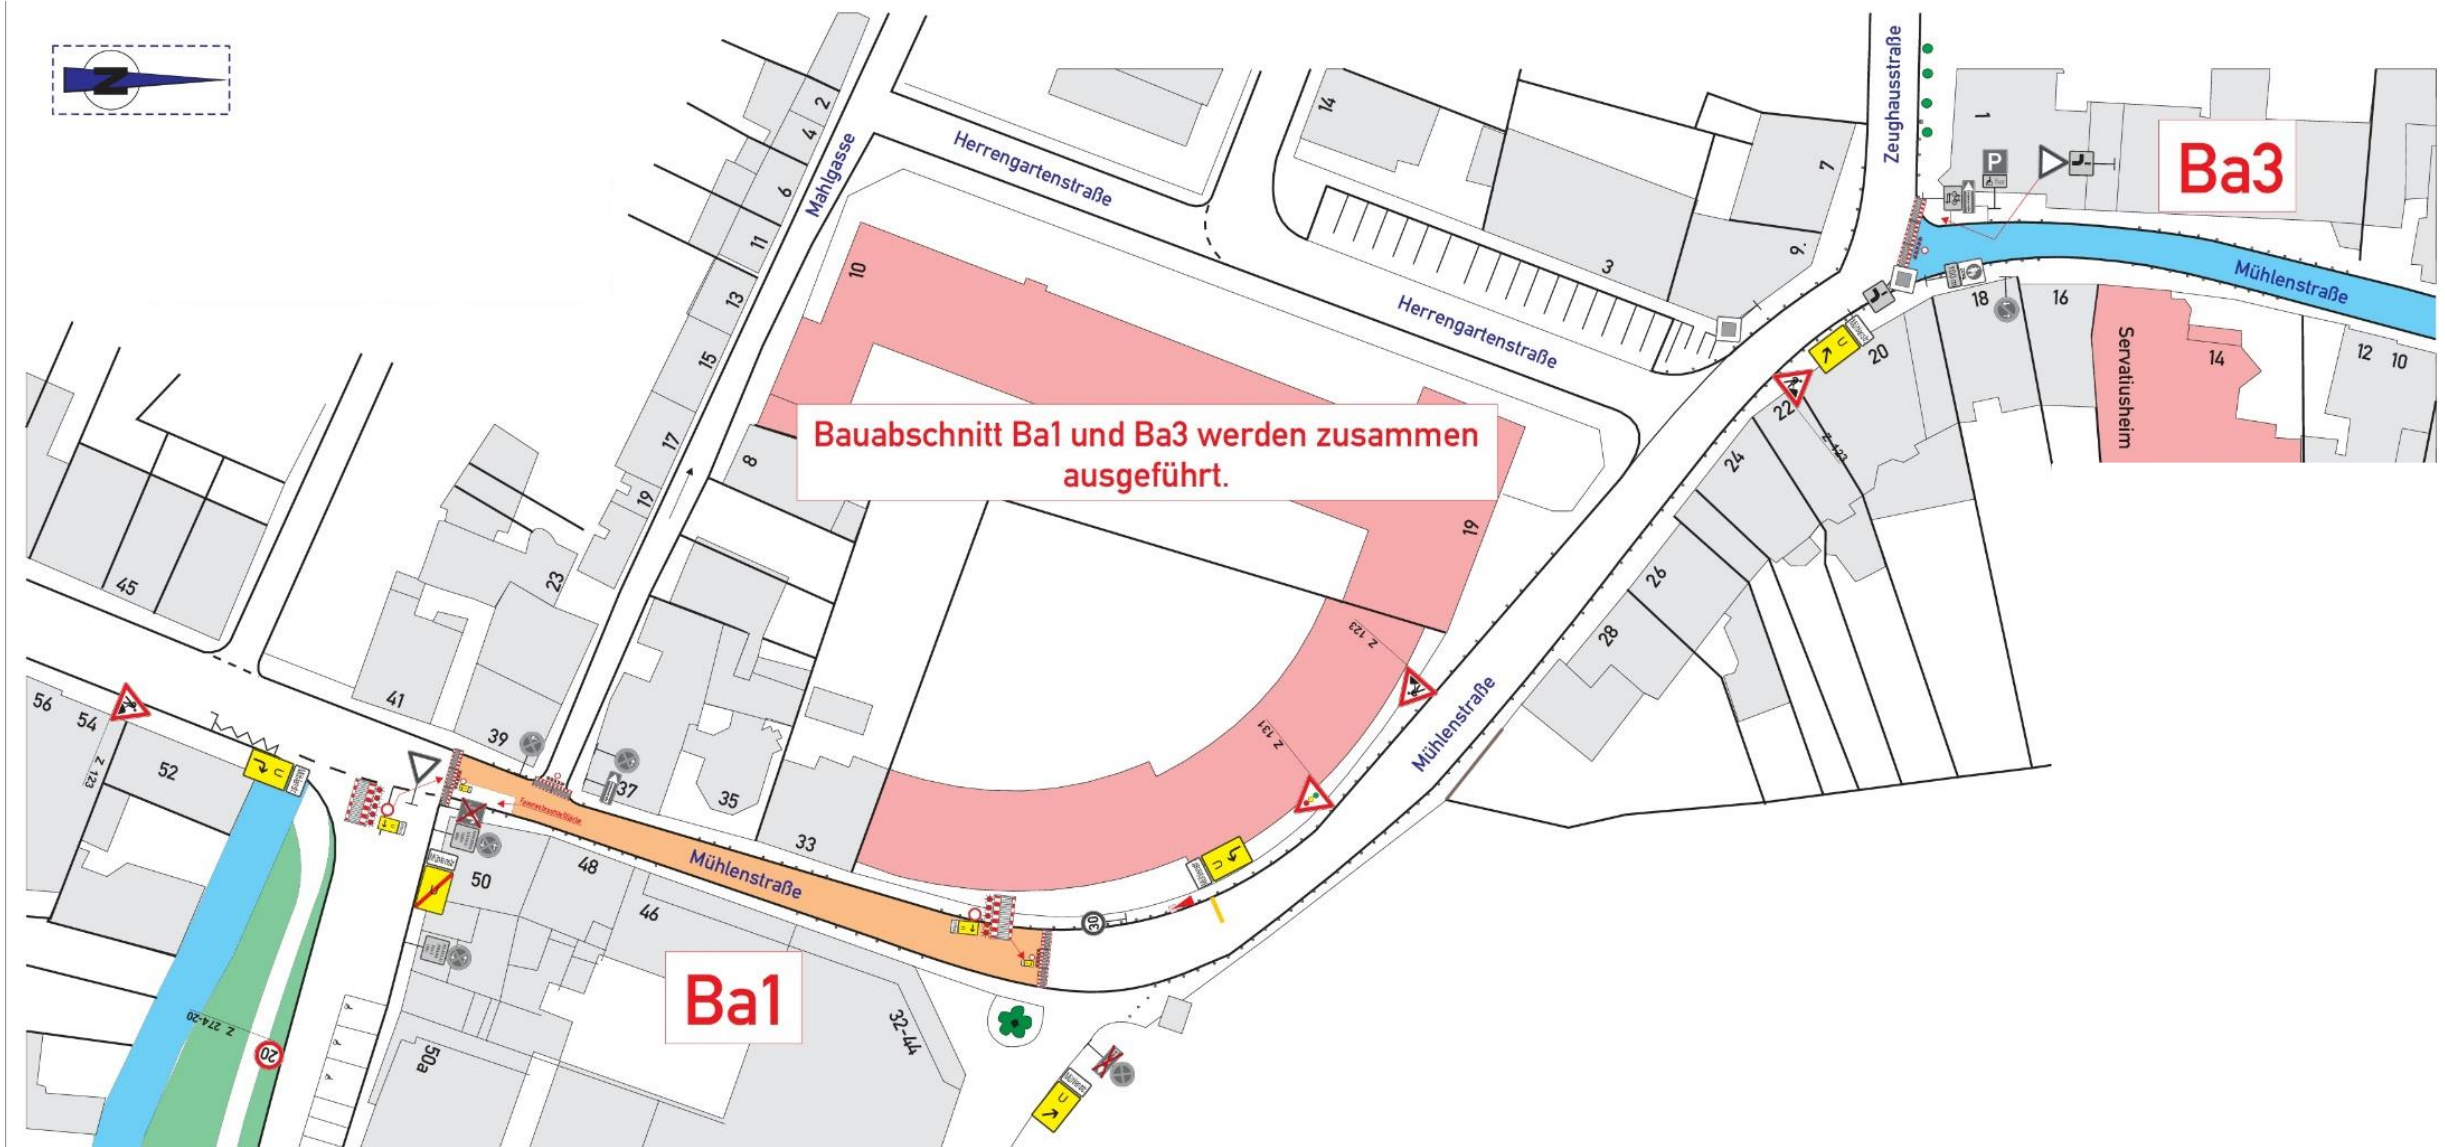 N
Ba3
Bauabschnitt Ba1 und Ba3 werden zusammen
ausgeführt.
Ba1
Zeughausstraße
Mahlgasse
Herrengartenstraße
Herrengartenstraße
Mühlenstraße
Mühlenstraße
Mühlenstraße
Servatiusheim
2
4
6
11
13
15
17
19
23
10
8
14
3
7
9.
1
P
18
16
14
12
10
20
22
24
26
28
19
45
41
39
37
35
33
56
54
52
50
48
46
50a
32-44
Z 123
Z 123
Z 123
Z 131
Z 274-20
20
30
U
U
U
U